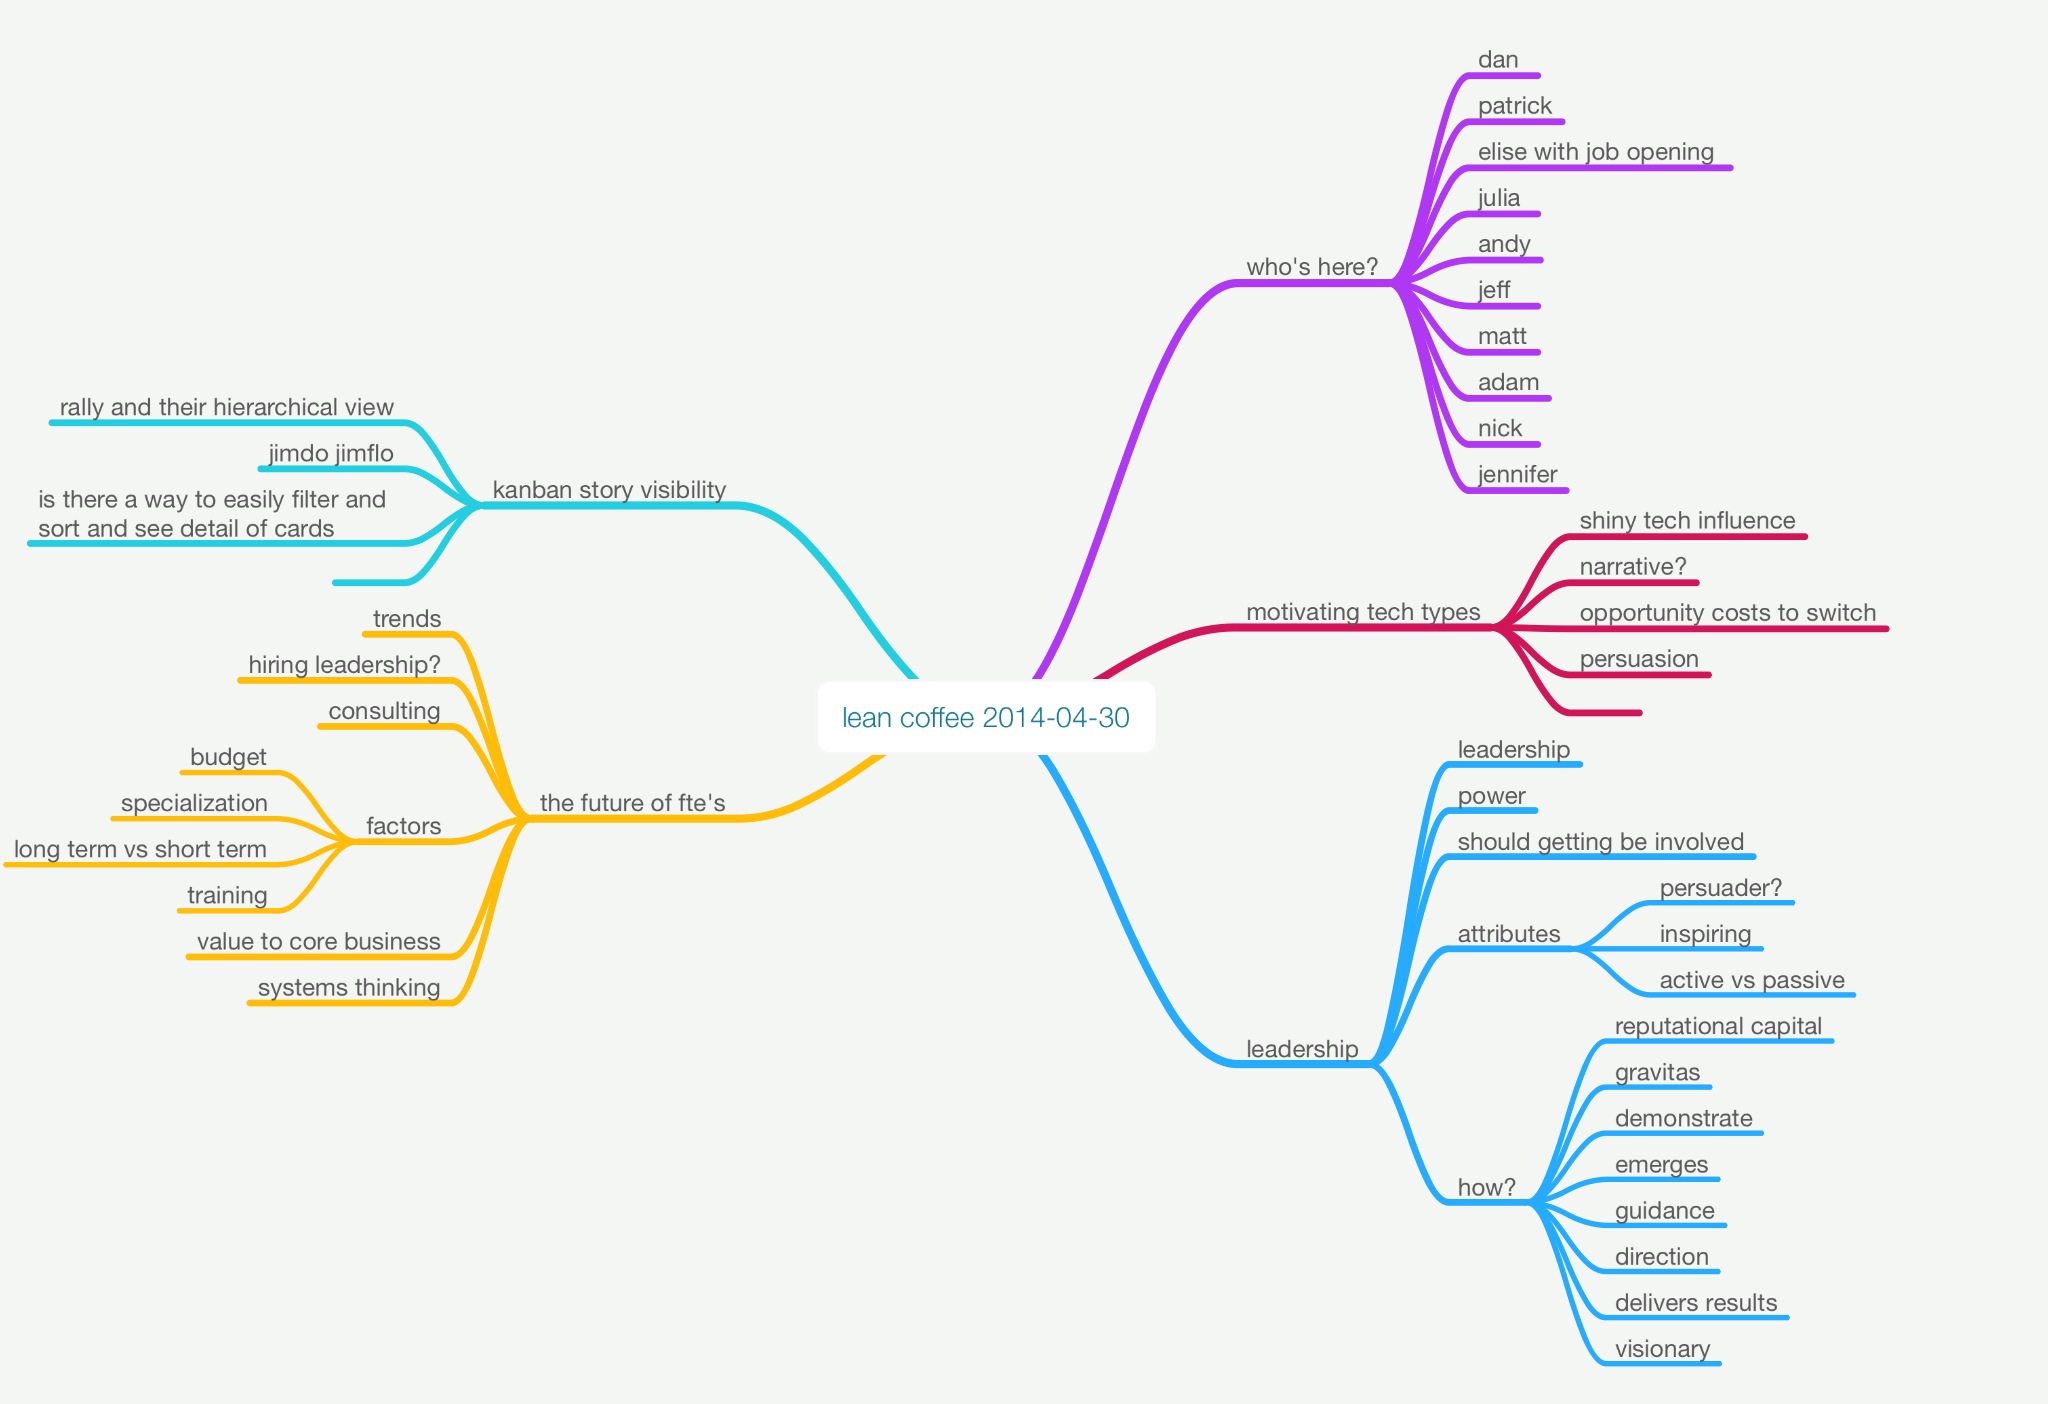 lean coffee 2014-04-30
who's here?
dan
patrick
elise with job opening
julia
andy
jeff
matt
adam
nick
jennifer
motivating tech types
shiny tech influence
narrative?
opportunity costs to switch
persuasion
leadership
leadership
power
should getting be involved
attributes
persuader?
inspiring
active vs passive
how?
reputational capital
gravitas
demonstrate
emerges
guidance
direction
delivers results
visionary
kanban story visibility
rally and their hierarchical view
jimdo jimflo
is there a way to easily filter and
sort and see detail of cards
the future of fte's
trends
hiring leadership?
consulting
factors
budget
specialization
long term vs short term
training
value to core business
systems thinking